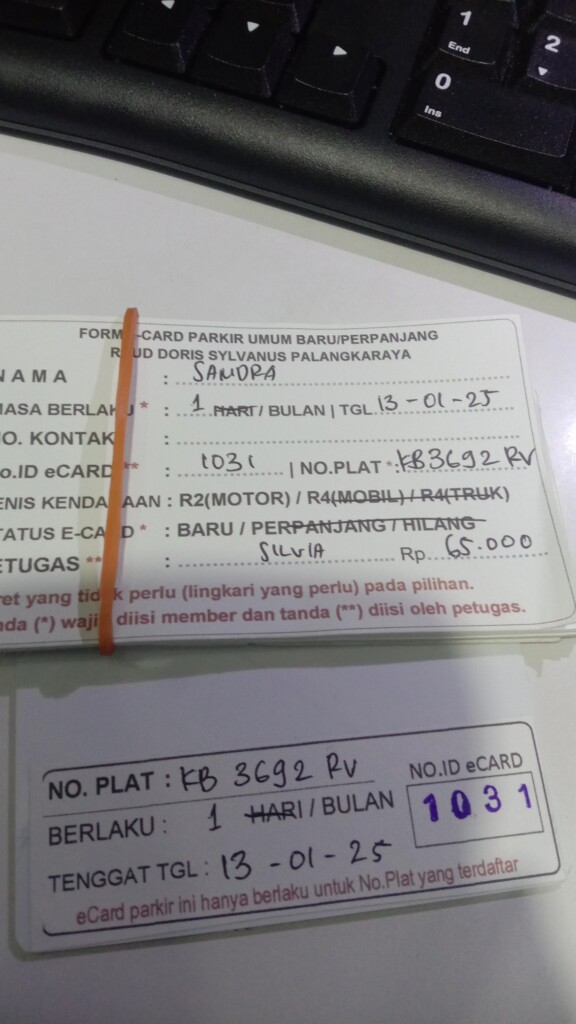 1
End
2
0
Ins
FORM E-CARD PARKIR UMUM BARU/PERPANJANG
RSUD DORIS SYLVANUS PALANGKARAYA
NAMA : SANDRA
MASA BERLAKU * : 1 HARI / BULAN | TGL. 13-01-25
NO. KONTAK :
No.ID eCARD ** : 1031 | NO.PLAT * : KB 3692 RV
JENIS KENDARAAN : R2(MOTOR) / R4(MOBIL) / R4(TRUK)
STATUS E-CARD * : BARU / PERPANJANG / HILANG
PETUGAS ** : SILVIA Rp. 65.000
ret yang tidak perlu (lingkari yang perlu) pada pilihan.
nda (*) wajib diisi member dan tanda (**) diisi oleh petugas.
NO. PLAT : KB 3692 RV
NO.ID eCARD
BERLAKU : 1 HARI / BULAN
1031
TENGGAT TGL : 13-01-25
eCard parkir ini hanya berlaku untuk No.Plat yang terdaftar